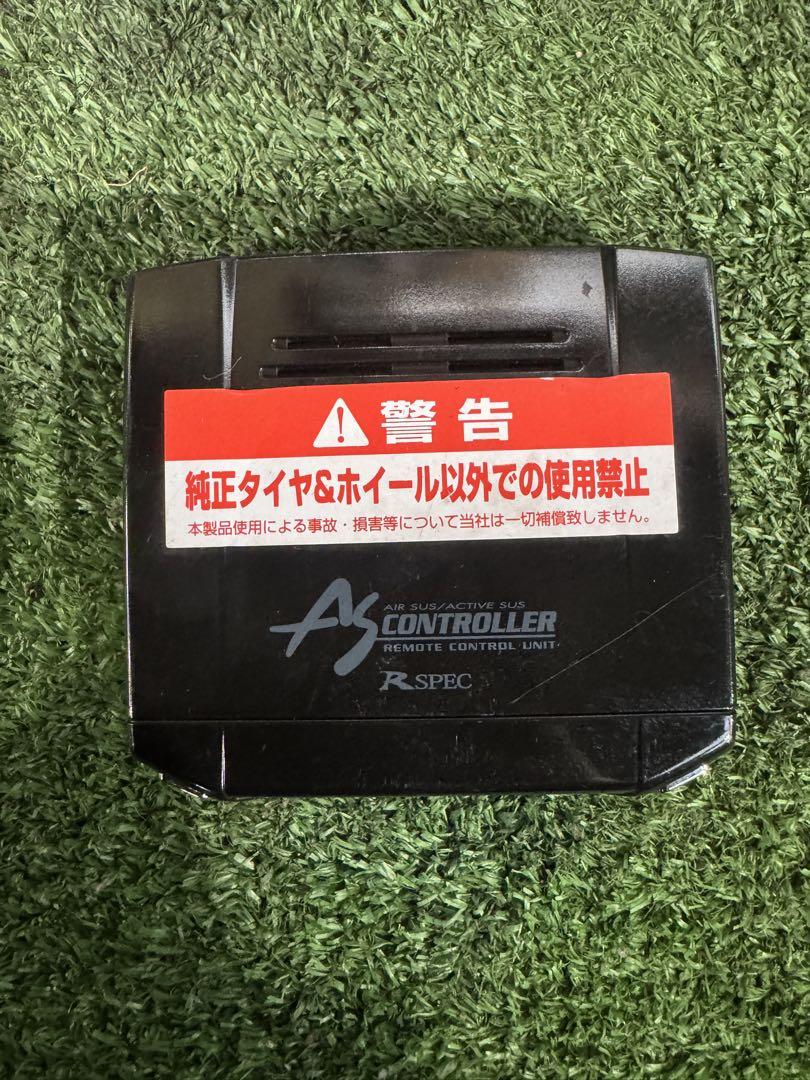 警告
純正タイヤ&ホイール以外での使用禁止
本製品使用による事故・損害等について当社は一切補償致しません。
AS
AIR SUS/ACTIVE SUS
CONTROLLER
REMOTE CONTROL UNIT
R SPEC